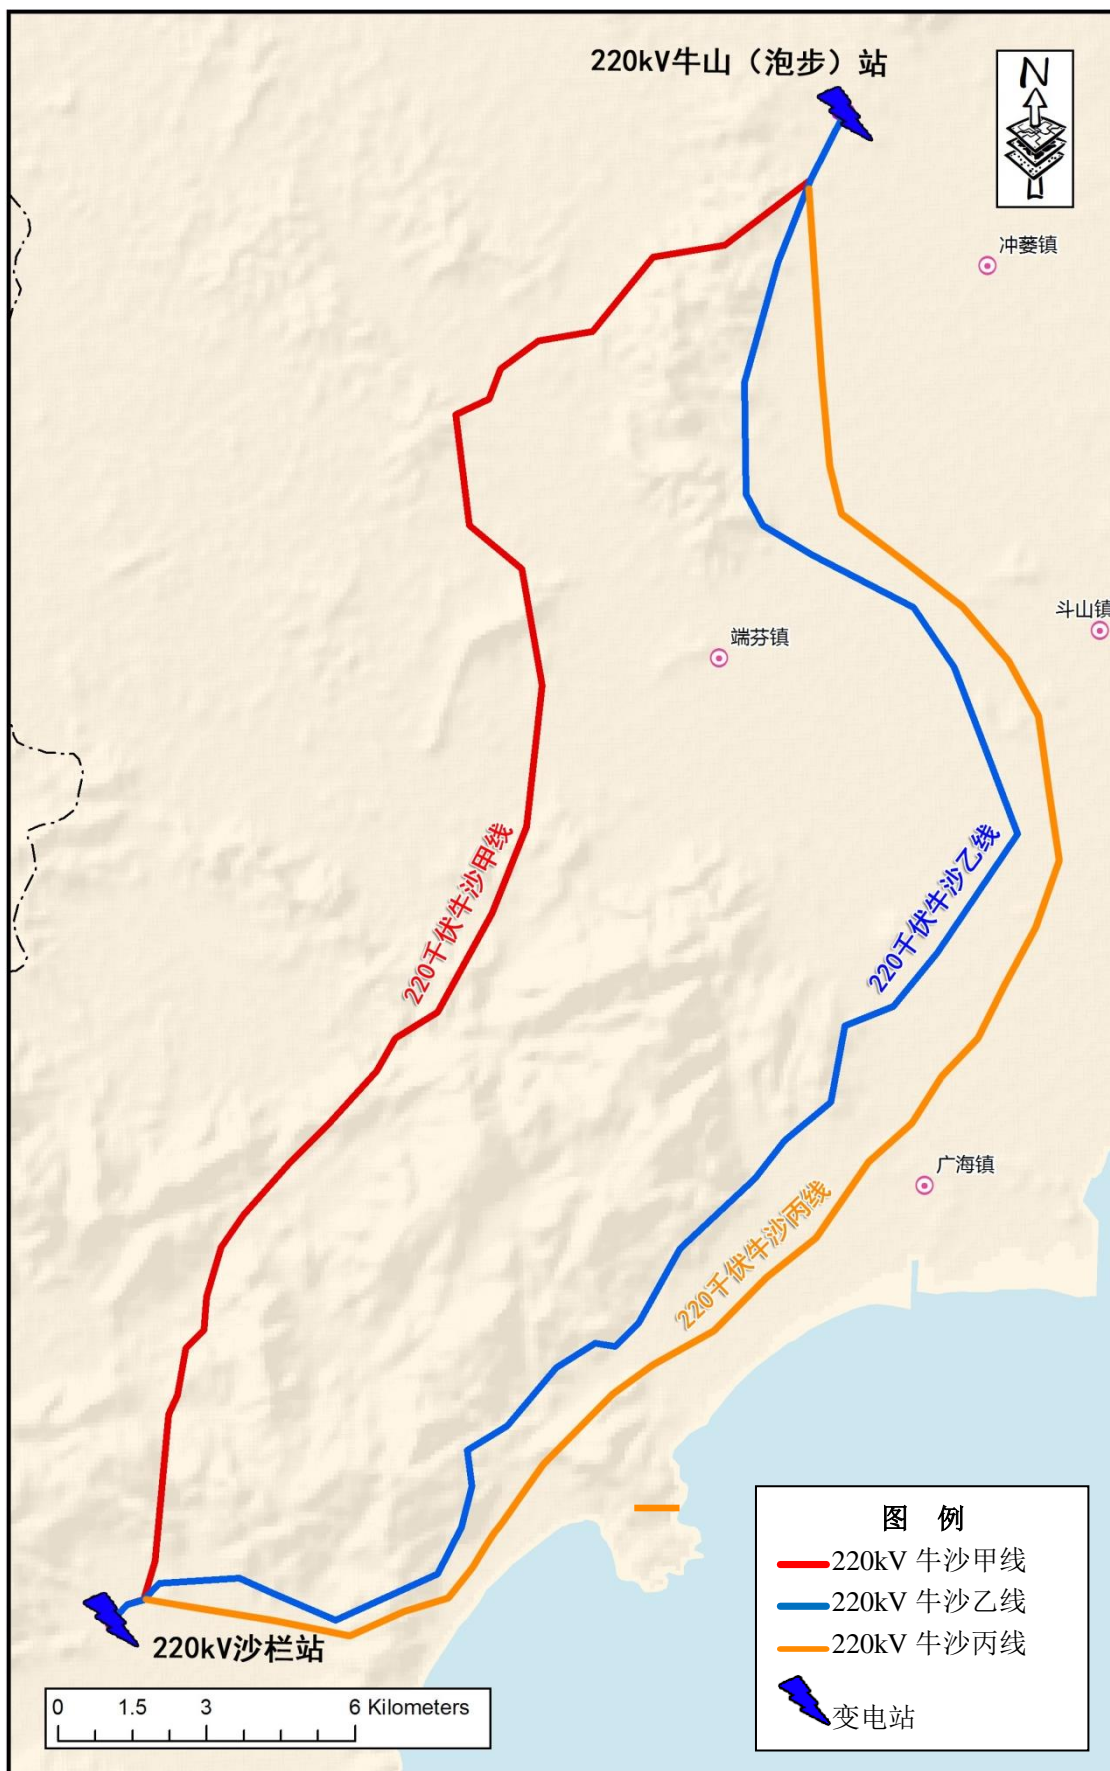 220kV牛山（泡步）站
N
冲蒌镇
斗山镇
端芬镇
220千伏牛沙甲线
220千伏牛沙乙线
广海镇
220千伏牛沙丙线
图 例
220kV 牛沙甲线
220kV 牛沙乙线
220kV 牛沙丙线
变电站
220kV沙栏站
0 1.5 3 6 Kilometers